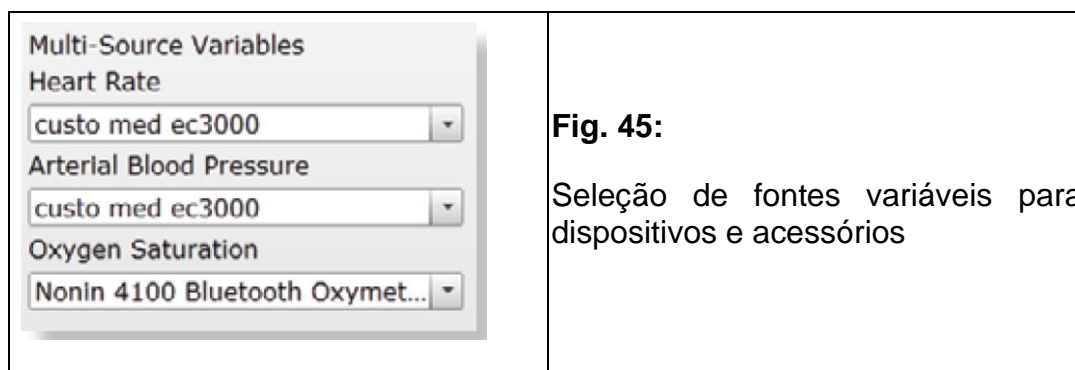 Multi-Source Variables
Heart Rate
custo med ec3000
Arterial Blood Pressure
custo med ec3000
Oxygen Saturation
Nonin 4100 Bluetooth Oxymet...
Fig. 45:
Seleção de fontes variáveis para
dispositivos e acessórios